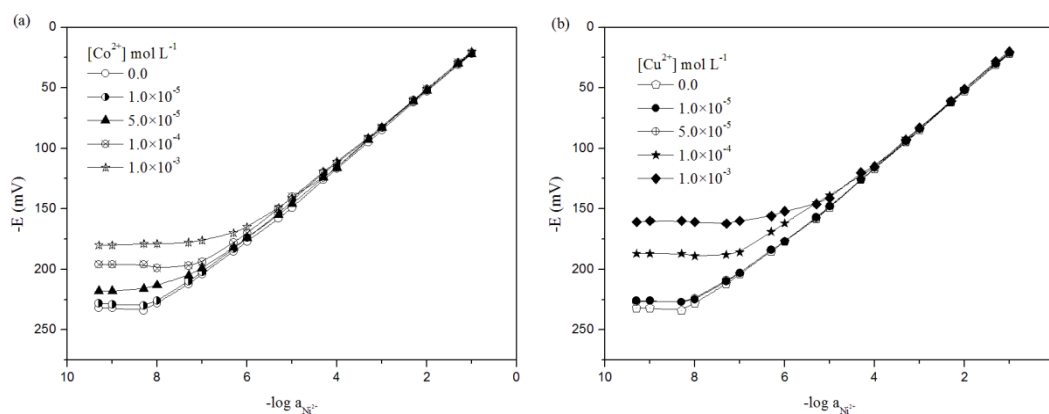 (a)
[Co²⁺] mol L⁻¹
0.0
1.0×10⁻⁵
5.0×10⁻⁵
1.0×10⁻⁴
1.0×10⁻³
-E (mV)
0
50
100
150
200
250
10 8 6 4 2 0
-log a_Ni²⁺
(b)
[Cu²⁺] mol L⁻¹
0.0
1.0×10⁻⁵
5.0×10⁻⁵
1.0×10⁻⁴
1.0×10⁻³
-E (mV)
0
50
100
150
200
250
10 8 6 4 2
-log a_Ni²⁺